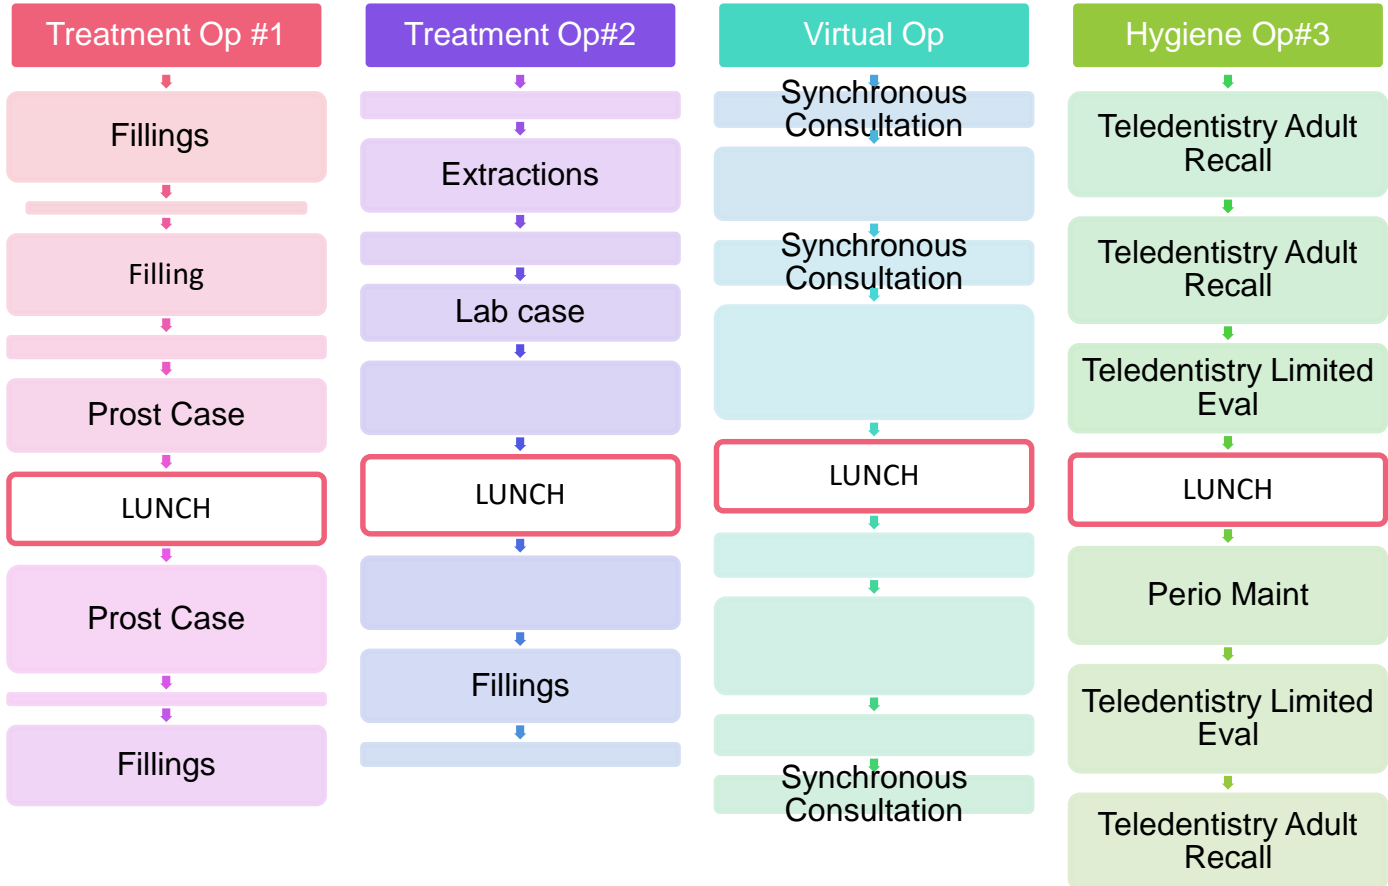 Treatment Op #1
Fillings
Filling
Prost Case
LUNCH
Prost Case
Fillings
Treatment Op#2
Extractions
Lab case
LUNCH
Fillings
Virtual Op
Synchronous
Consultation
Synchronous
Consultation
LUNCH
Synchronous
Consultation
Hygiene Op#3
Teledentistry Adult
Recall
Teledentistry Adult
Recall
Teledentistry Limited
Eval
LUNCH
Perio Maint
Teledentistry Limited
Eval
Teledentistry Adult
Recall